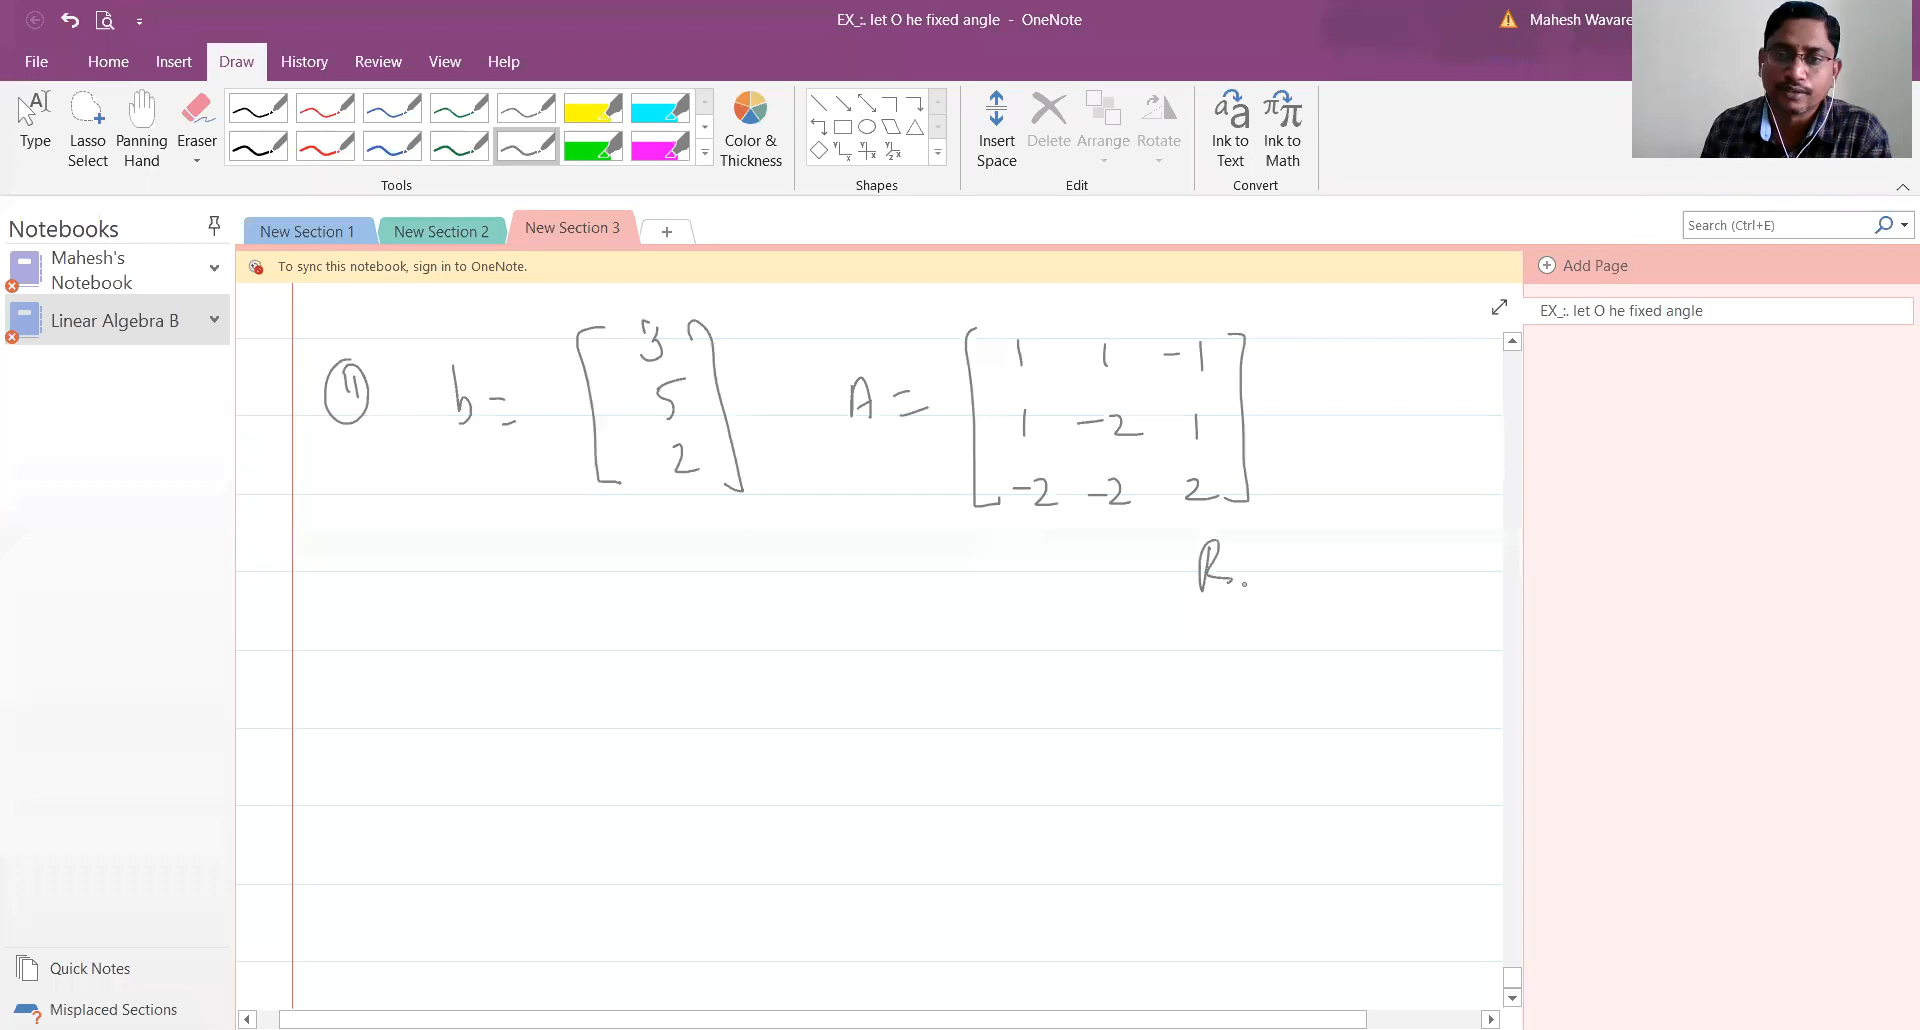 EX_:. let O he fixed angle - OneNote
Mahesh Wavare
File Home Insert Draw History Review View Help
Type
Lasso Select
Panning Hand
Eraser
Color & Thickness
Insert Space
Delete
Arrange
Rotate
Ink to Text
Ink to Math
Tools
Shapes
Edit
Convert
Notebooks
New Section 1
New Section 2
New Section 3
+
Search (Ctrl+E)
Mahesh's Notebook
Linear Algebra B
To sync this notebook, sign in to OneNote.
Add Page
EX_:. let O he fixed angle
b = [ 3 5 2 ]
A = [ 1 1 -1
1 -2 1
-2 -2 2 ]
R
Quick Notes
Misplaced Sections